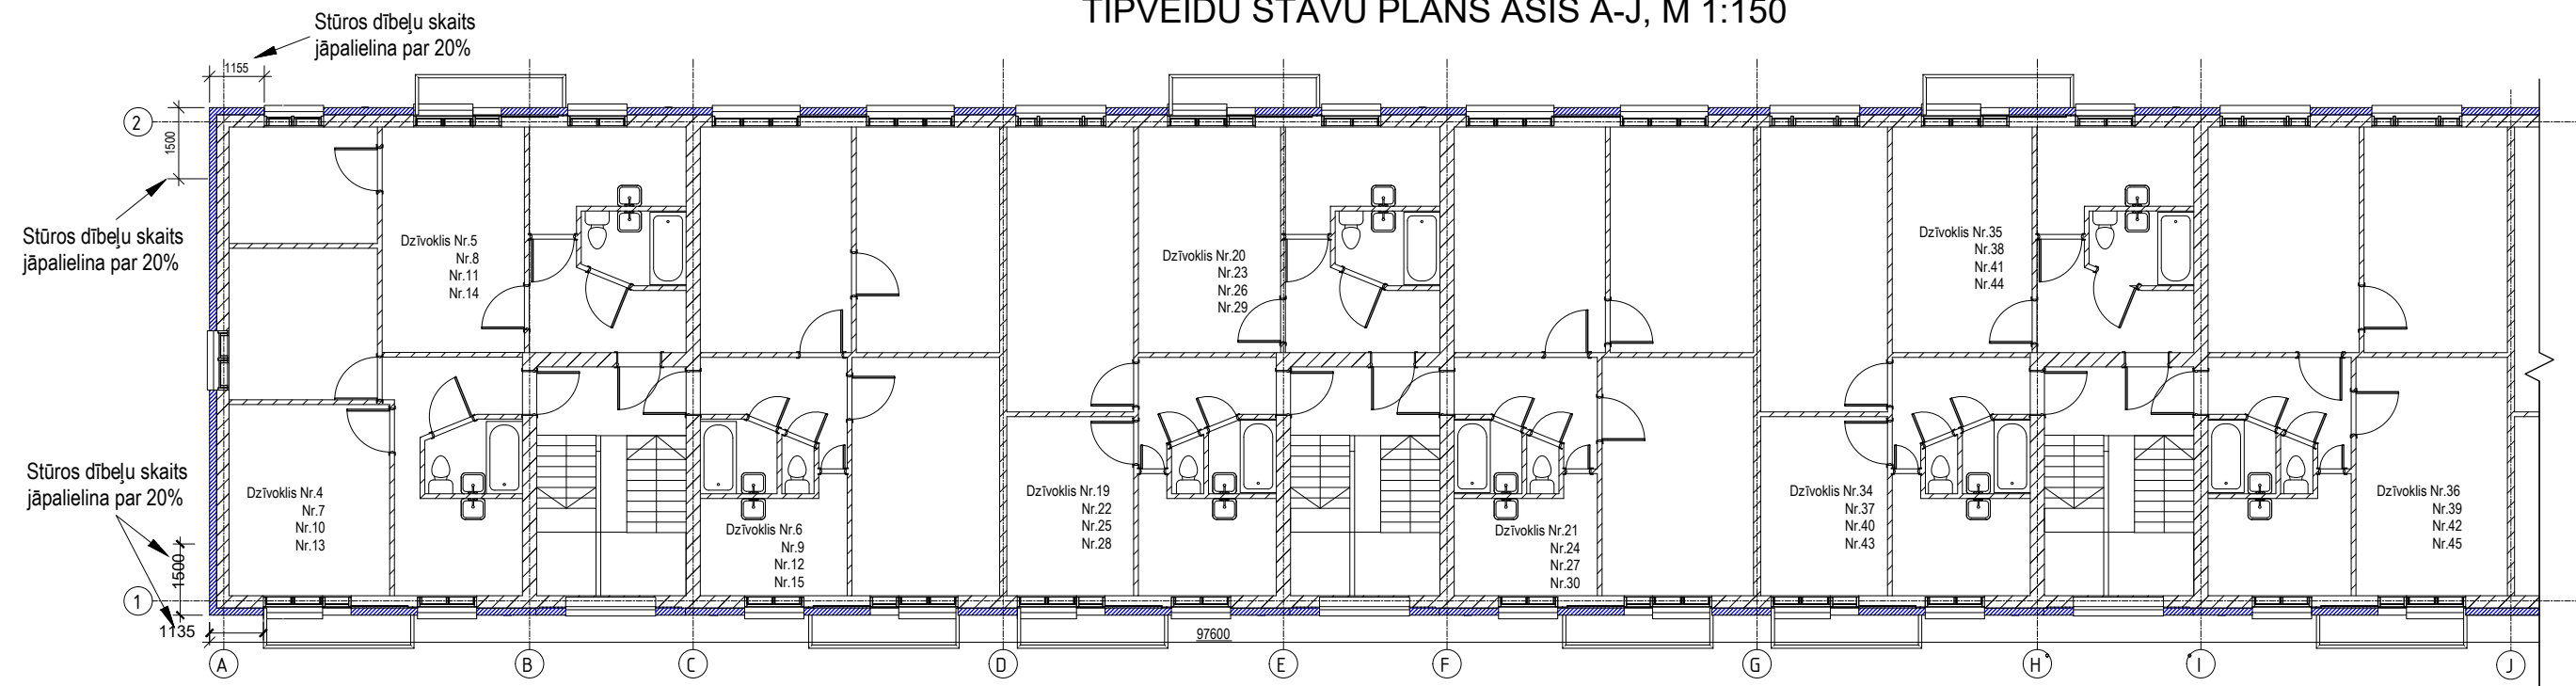 TIPVEIDU STĀVU PLĀNS ASĪS A-J, M 1:150
Stūros dībeļu skaits
jāpalielina par 20%
1155
2
1500
Stūros dībeļu skaits
jāpalielina par 20%
Dzīvoklis Nr.5
Nr.8
Nr.11
Nr.14
Dzīvoklis Nr.20
Nr.23
Nr.26
Nr.29
Dzīvoklis Nr.35
Nr.38
Nr.41
Nr.44
Stūros dībeļu skaits
jāpalielina par 20%
Dzīvoklis Nr.4
Nr.7
Nr.10
Nr.13
Dzīvoklis Nr.6
Nr.9
Nr.12
Nr.15
Dzīvoklis Nr.19
Nr.22
Nr.25
Nr.28
Dzīvoklis Nr.21
Nr.24
Nr.27
Nr.30
Dzīvoklis Nr.34
Nr.37
Nr.40
Nr.43
Dzīvoklis Nr.36
Nr.39
Nr.42
Nr.45
1500
1
1135
97600
A
B
C
D
E
F
G
H
I
J